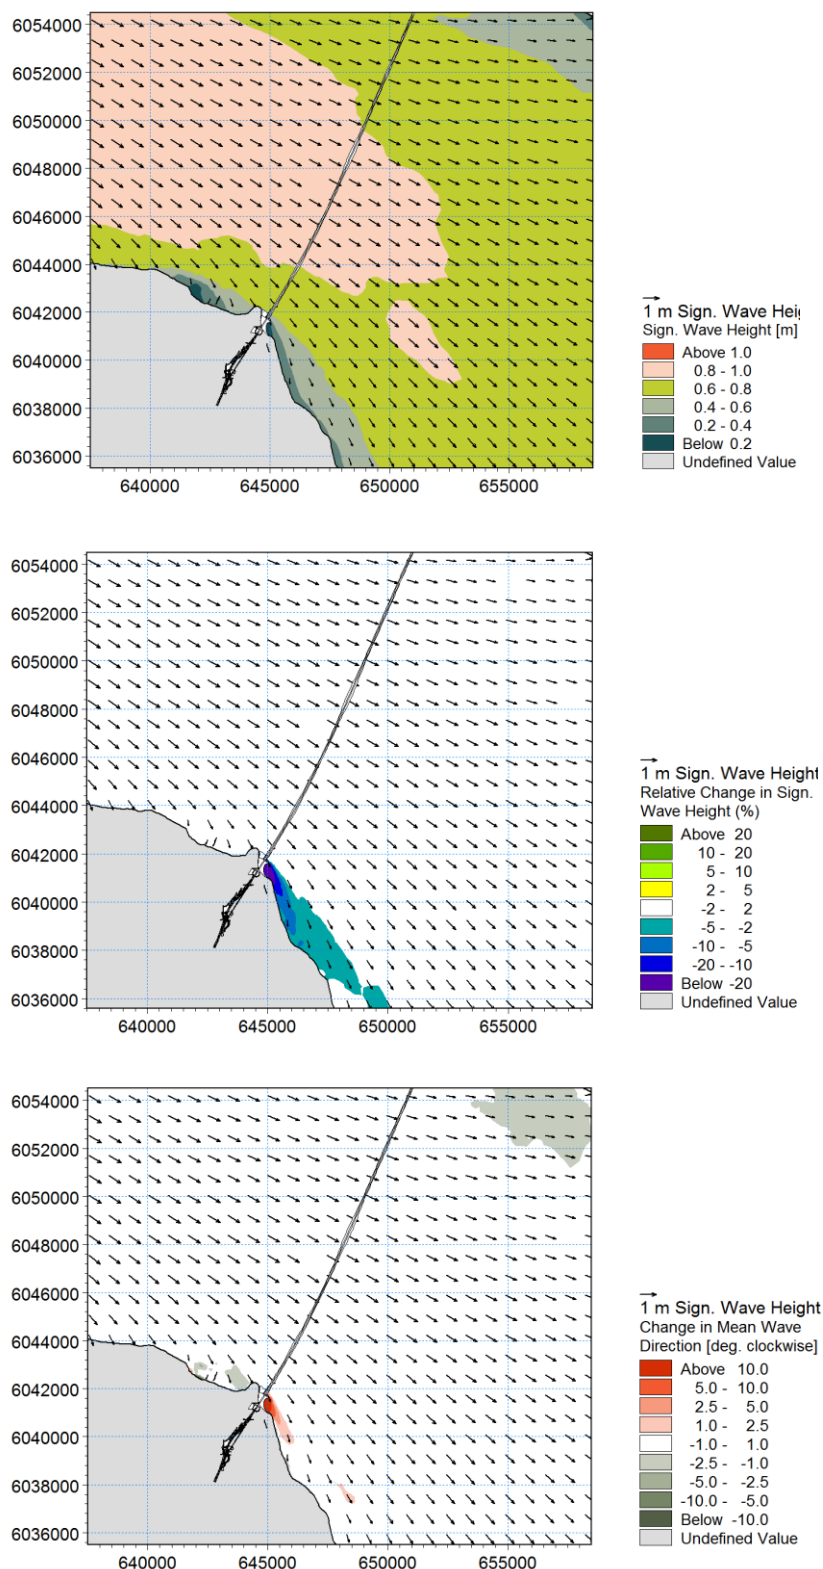 6054000
6052000
6050000
6048000
6046000
6044000
6042000
6040000
6038000
6036000
640000 645000 650000 655000
1 m Sign. Wave Heig
Sign. Wave Height [m]
Above 1.0
0.8 - 1.0
0.6 - 0.8
0.4 - 0.6
0.2 - 0.4
Below 0.2
Undefined Value
6054000
6052000
6050000
6048000
6046000
6044000
6042000
6040000
6038000
6036000
640000 645000 650000 655000
1 m Sign. Wave Height
Relative Change in Sign.
Wave Height (%)
Above 20
10 - 20
5 - 10
2 - 5
-2 - 2
-5 - -2
-10 - -5
-20 - -10
Below -20
Undefined Value
6054000
6052000
6050000
6048000
6046000
6044000
6042000
6040000
6038000
6036000
640000 645000 650000 655000
1 m Sign. Wave Height
Change in Mean Wave
Direction [deg. clockwise]
Above 10.0
5.0 - 10.0
2.5 - 5.0
1.0 - 2.5
-1.0 - 1.0
-2.5 - -1.0
-5.0 - -2.5
-10.0 - -5.0
Below -10.0
Undefined Value